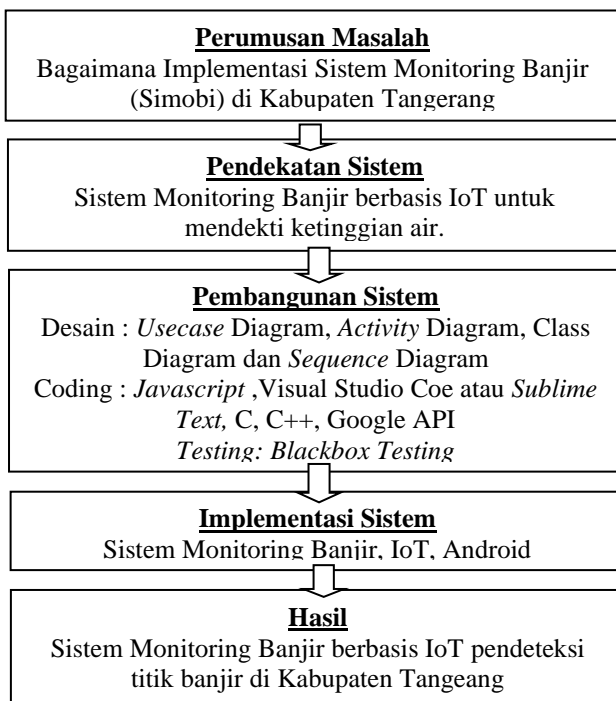 Perumusan Masalah
Bagaimana Implementasi Sistem Monitoring Banjir
(Simobi) di Kabupaten Tangerang
Pendekatan Sistem
Sistem Monitoring Banjir berbasis IoT untuk
mendekti ketinggian air.
Pembangunan Sistem
Desain : Usecase Diagram, Activity Diagram, Class
Diagram dan Sequence Diagram
Coding : Javascript ,Visual Studio Coe atau Sublime
Text, C, C++, Google API
Testing: Blackbox Testing
Implementasi Sistem
Sistem Monitoring Banjir, IoT, Android
Hasil
Sistem Monitoring Banjir berbasis IoT pendeteksi
titik banjir di Kabupaten Tangeang